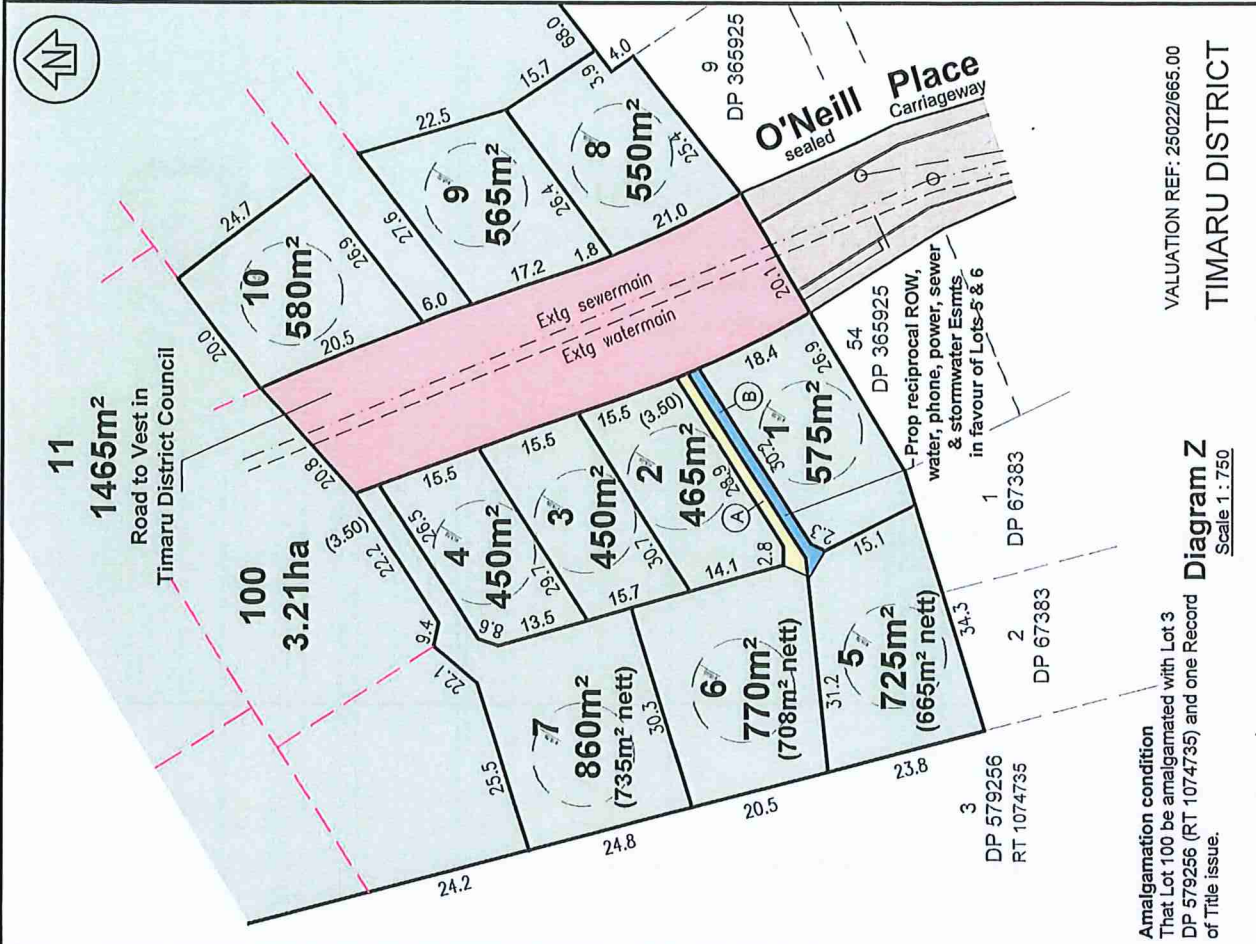 N
11
1465m²
Road to Vest in
Timaru District Council
100
3.21ha
10
580m²
24.7
20.0
26.9
20.5
6.0
27.6
22.5
9
565m²
17.2
26.4
1.8
15.7
68.0
8
550m²
3.9
4.0
25.4
21.0
9
DP 365925
O'Neill Place
sealed
Carriageway
Extg sewermain
Extg watermain
20.1
20.8
(3.50)
22.2
9.4
22.1
25.5
15.5
26.5
4
450m²
8.6
13.5
29.7
15.5
3
450m²
15.7
30.7
15.5
(3.50)
2
465m²
14.1
28.9
2.8
A
B
18.4
30.2
1
575m²
26.9
2.3
15.1
54
DP 365925
Prop reciprocal ROW,
water, phone, power, sewer
& stormwater Esmts
in favour of Lots 5 & 6
7
860m²
(735m² nett)
30.3
6
770m²
(708m² nett)
31.2
5
725m²
(665m² nett)
34.3
24.2
24.8
20.5
23.8
3
DP 579256
RT 1074735
2
DP 67383
1
DP 67383
Amalgamation condition
That Lot 100 be amalgamated with Lot 3
DP 579256 (RT 1074735) and one Record
of Title issue.
Diagram Z
Scale 1 : 750
VALUATION REF: 25022/665.00
TIMARU DISTRICT